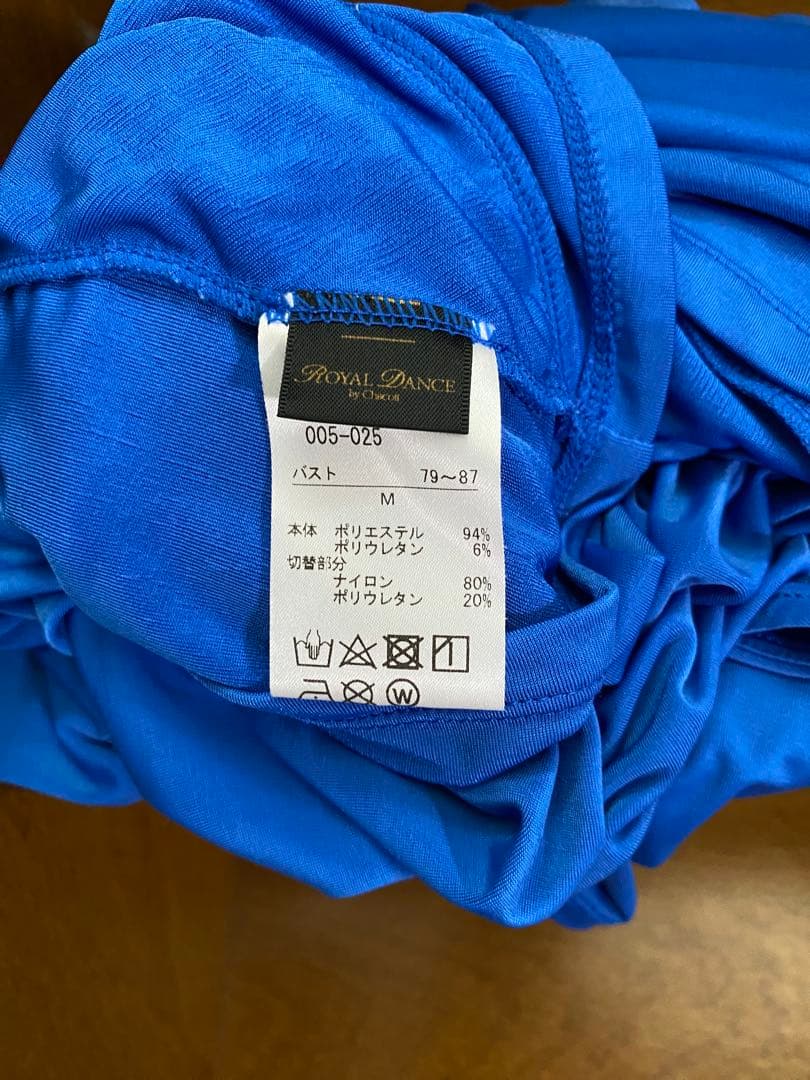 ROYAL DANCE
by Chacott
005-025
バスト 79～87
M
本体 ポリエステル 94%
ポリウレタン 6%
切替部分
ナイロン 80%
ポリウレタン 20%
W